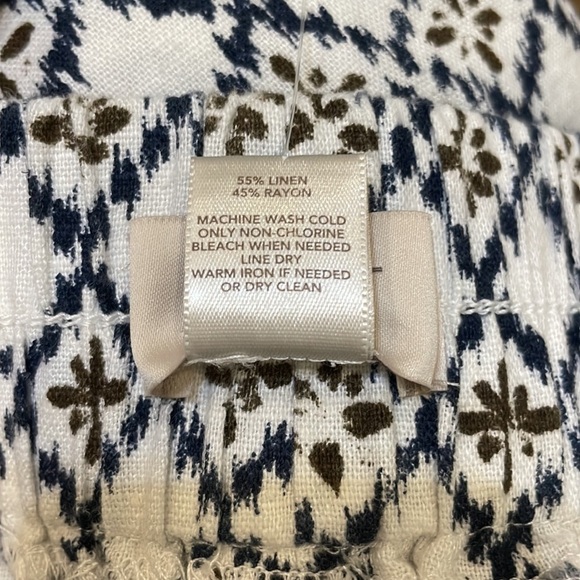 55% LINEN
45% RAYON
MACHINE WASH COLD
ONLY NON-CHLORINE
BLEACH WHEN NEEDED
LINE DRY
WARM IRON IF NEEDED
OR DRY CLEAN